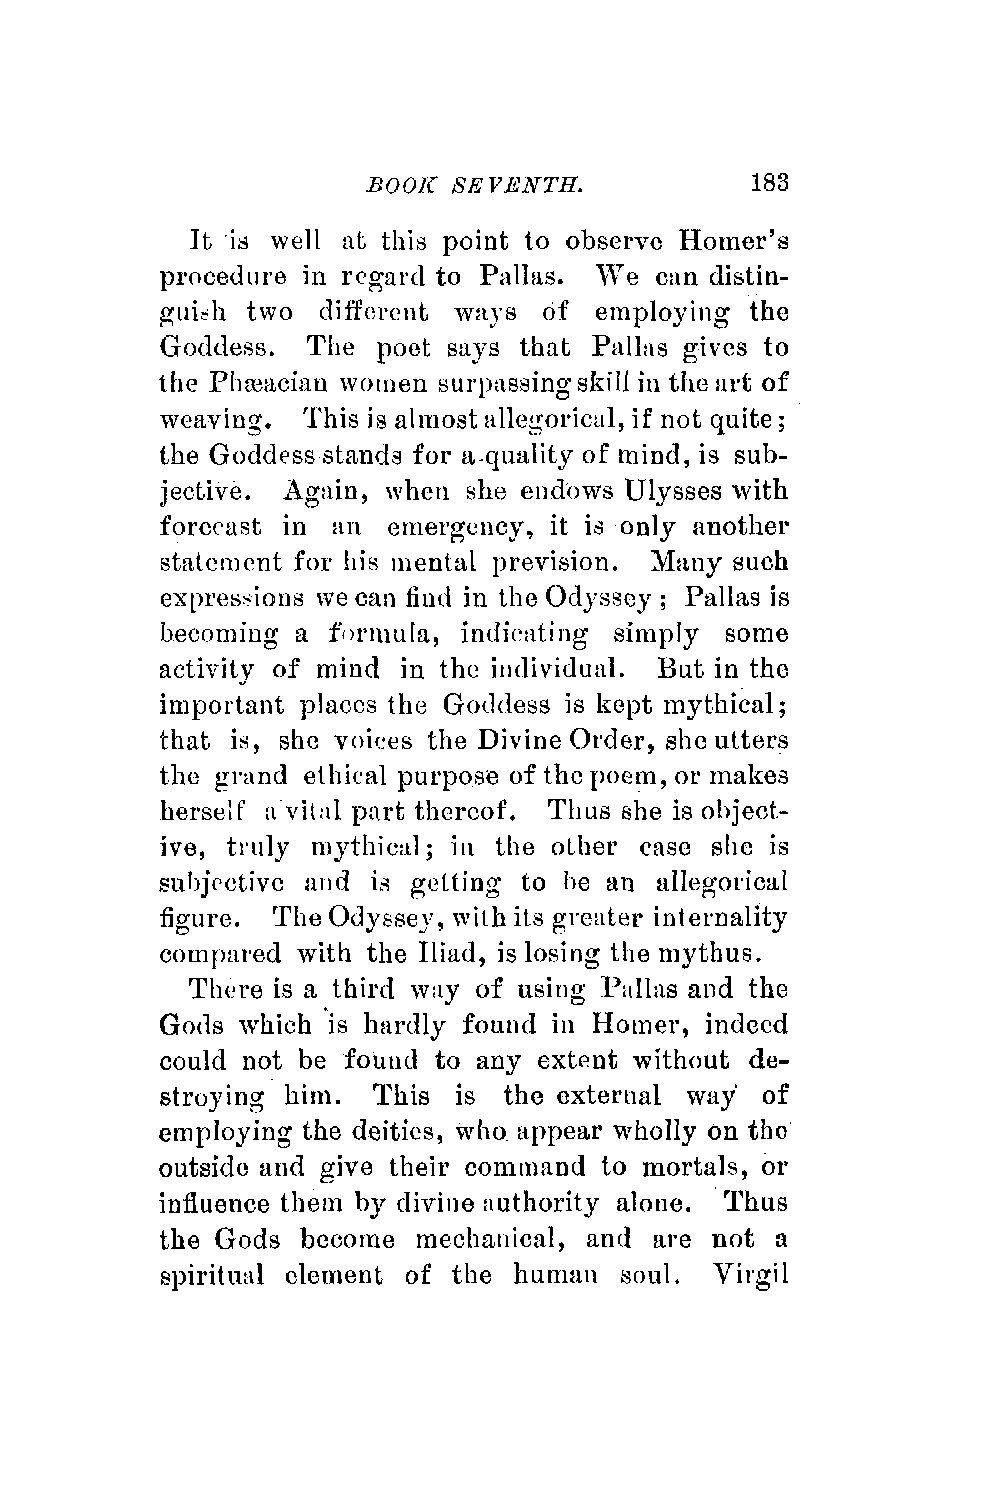 BOOK SEVENTH. 183
It is well at this point to observe Homer's
procedure in regard to Pallas. We can distin-
guish two different ways of employing the
Goddess. The poet says that Pallas gives to
the Phæacian women surpassing skill in the art of
weaving. This is almost allegorical, if not quite;
the Goddess stands for a quality of mind, is sub-
jective. Again, when she endows Ulysses with
forecast in an emergency, it is only another
statement for his mental prevision. Many such
expressions we can find in the Odyssey; Pallas is
becoming a formula, indicating simply some
activity of mind in the individual. But in the
important places the Goddess is kept mythical;
that is, she voices the Divine Order, she utters
the grand ethical purpose of the poem, or makes
herself a vital part thereof. Thus she is object-
ive, truly mythical; in the other case she is
subjective and is getting to be an allegorical
figure. The Odyssey, with its greater internality
compared with the Iliad, is losing the mythus.
There is a third way of using Pallas and the
Gods which is hardly found in Homer, indeed
could not be found to any extent without de-
stroying him. This is the external way of
employing the deities, who appear wholly on the
outside and give their command to mortals, or
influence them by divine authority alone. Thus
the Gods become mechanical, and are not a
spiritual element of the human soul. Virgil